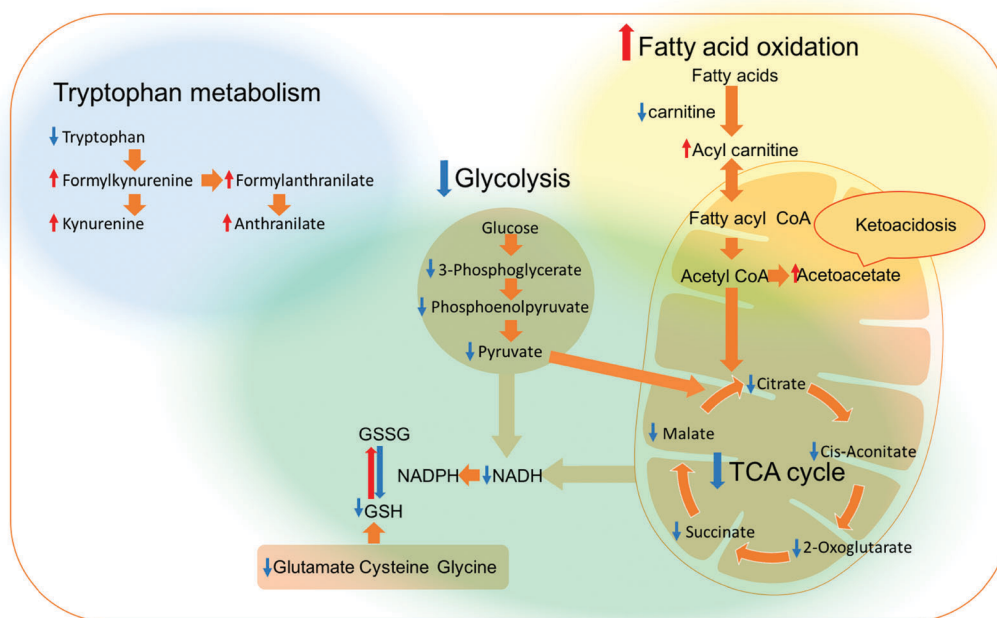 Tryptophan metabolism
Tryptophan
Formylkynurenine
Formylanthranilate
Kynurenine
Anthranilate
Fatty acid oxidation
Fatty acids
carnitine
Acyl carnitine
Fatty acyl CoA
Ketoacidosis
Acetyl CoA
Acetoacetate
Glycolysis
Glucose
3-Phosphoglycerate
Phosphoenolpyruvate
Pyruvate
Citrate
Malate
Cis-Aconitate
TCA cycle
Succinate
2-Oxoglutarate
GSSG
NADPH
NADH
GSH
Glutamate Cysteine Glycine